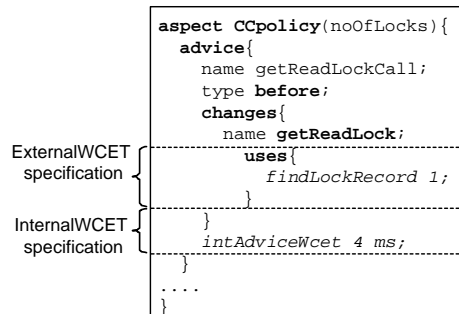 aspect CCpolicy(noOfLocks){
advice{
name getReadLockCall;
type before;
changes{
name getReadLock;
ExternalWCET
specification
uses{
findLockRecord 1;
}
InternalWCET
specification
}
intAdviceWcet 4 ms;
}
....
}